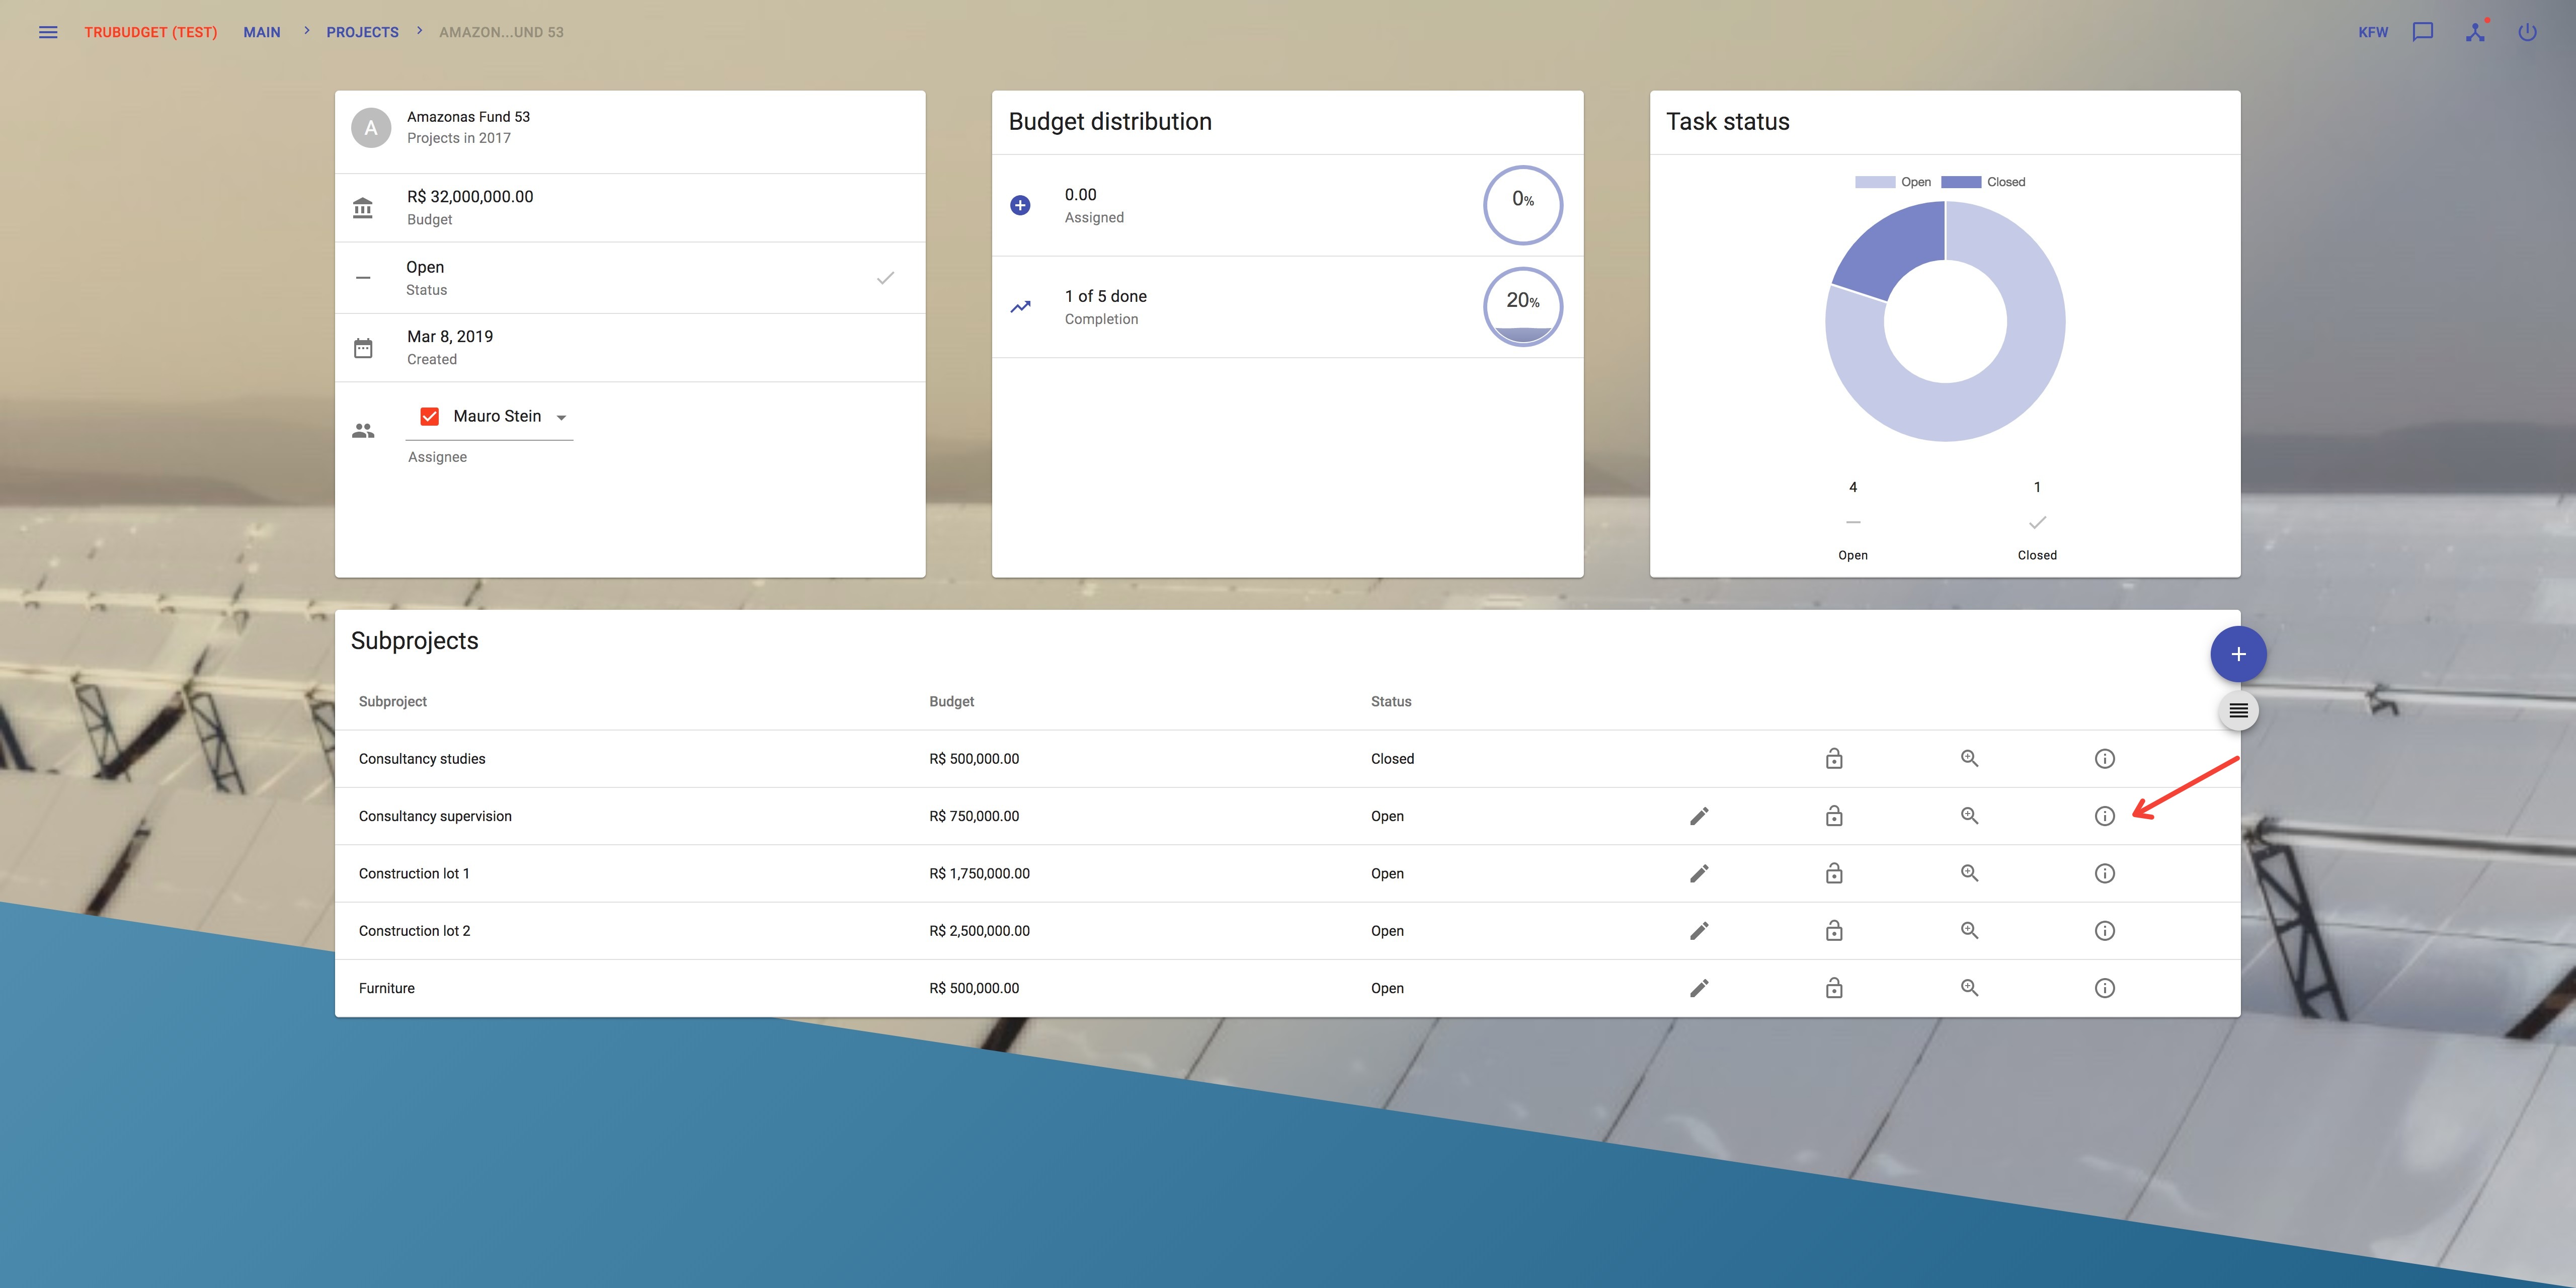 TRUBUDGET (TEST) MAIN PROJECTS AMAZON...UND 53 KFW
A
Amazonas Fund 53
Projects in 2017
R$ 32,000,000.00
Budget
Open
Status
Mar 8, 2019
Created
Mauro Stein
Assignee
Budget distribution
0.00
Assigned
0%
1 of 5 done
Completion
20%
Task status
Open Closed
4 1
Open Closed
Subprojects
Subproject Budget Status
Consultancy studies R$ 500,000.00 Closed
Consultancy supervision R$ 750,000.00 Open
Construction lot 1 R$ 1,750,000.00 Open
Construction lot 2 R$ 2,500,000.00 Open
Furniture R$ 500,000.00 Open